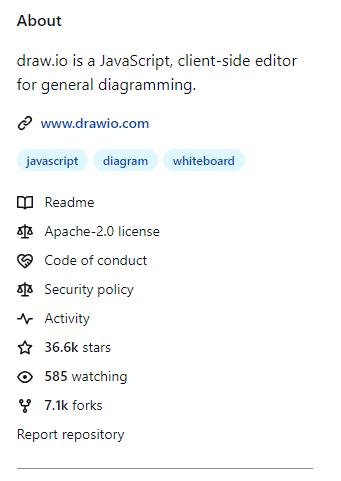 About
draw.io is a JavaScript, client-side editor
for general diagramming.
www.drawio.com
javascript diagram whiteboard
Readme
Apache-2.0 license
Code of conduct
Security policy
Activity
36.6k stars
585 watching
7.1k forks
Report repository